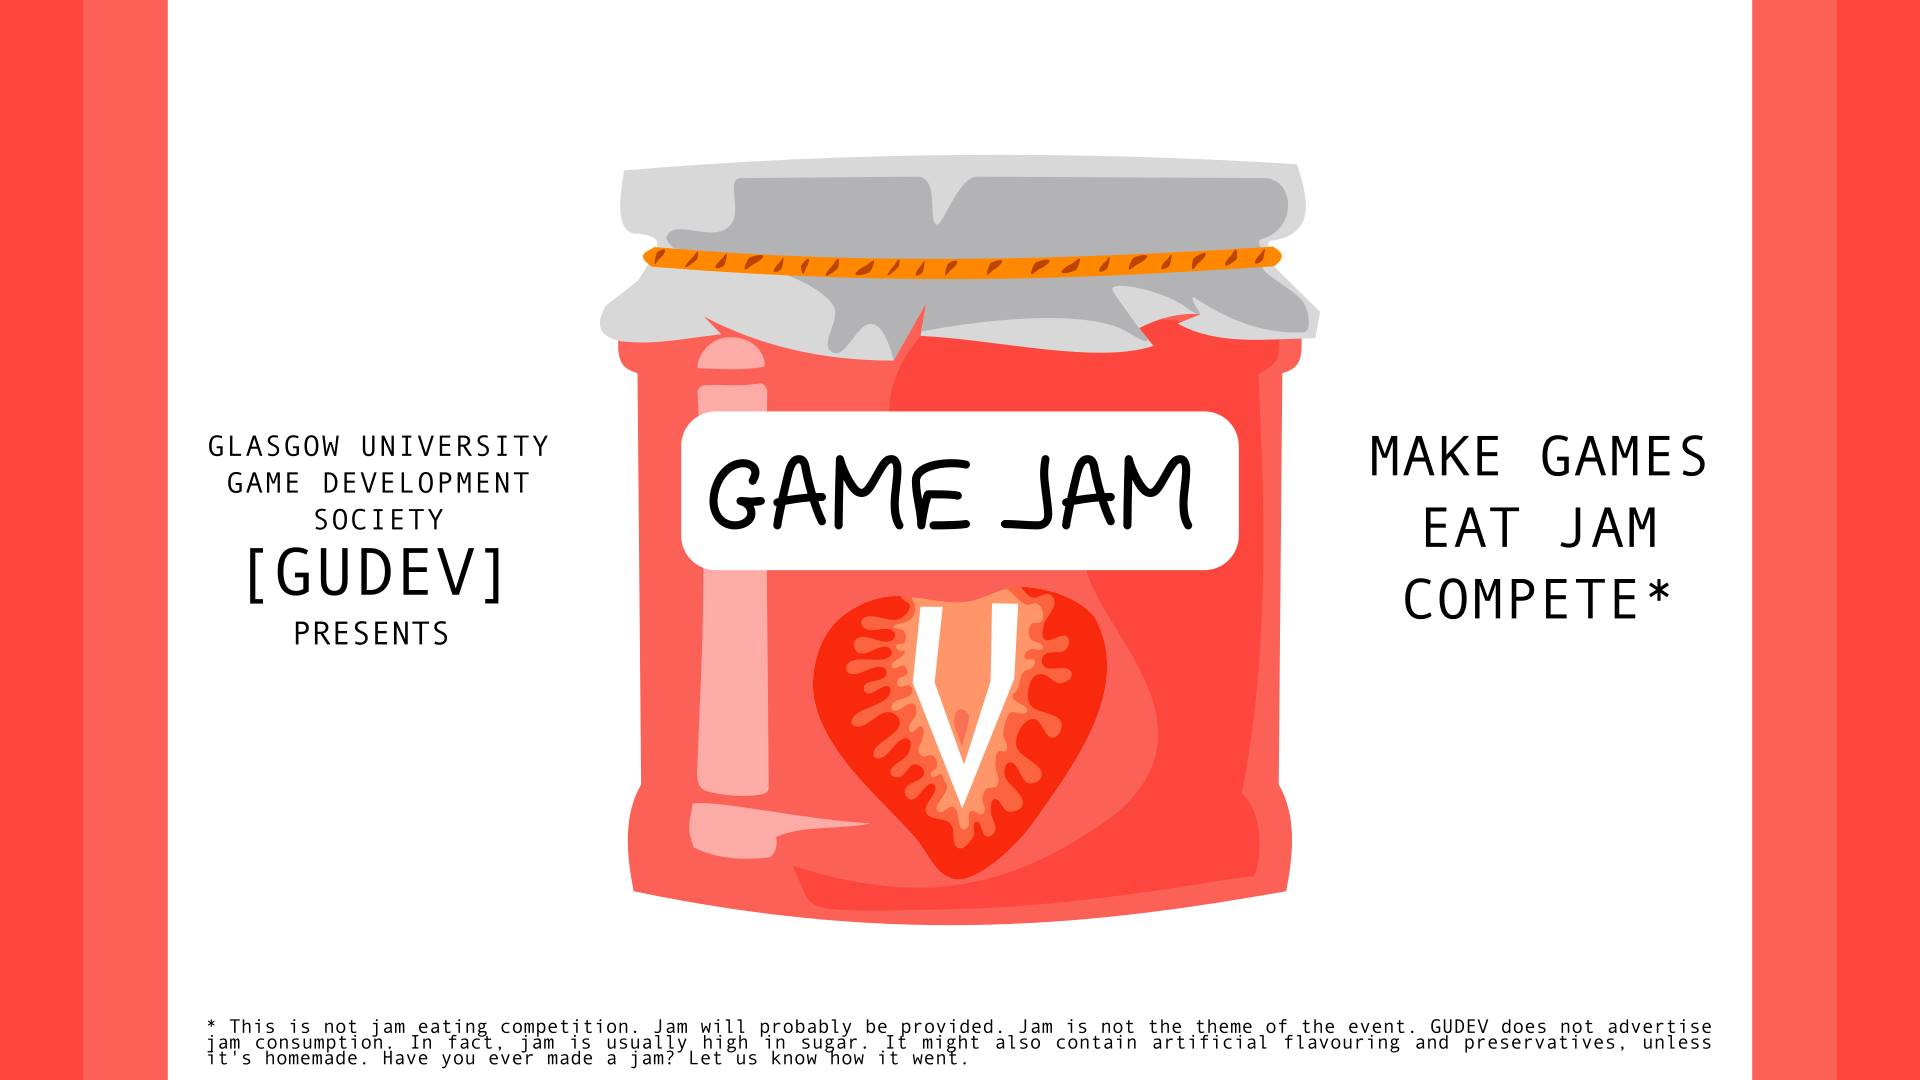 GLASGOW UNIVERSITY
GAME DEVELOPMENT
SOCIETY
[GUDEV]
PRESENTS
GAME JAM
V
MAKE GAMES
EAT JAM
COMPETE*
* This is not jam eating competition. Jam will probably be provided. Jam is not the theme of the event. GUDEV does not advertise
jam consumption. In fact, jam is usually high in sugar. It might also contain artificial flavouring and preservatives, unless
it's homemade. Have you ever made a jam? Let us know how it went.